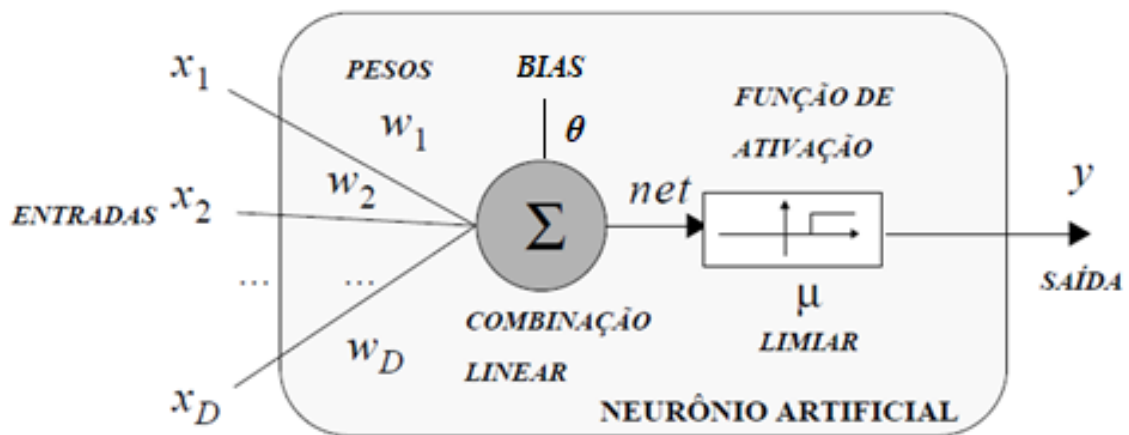 x1
PESOS
BIAS
FUNÇÃO DE
ATIVAÇÃO
w1
θ
ENTRADAS
x2
w2
Σ
net
y
SAÍDA
...
...
COMBINAÇÃO
LINEAR
μ
LIMIAR
wD
xD
NEURÔNIO ARTIFICIAL